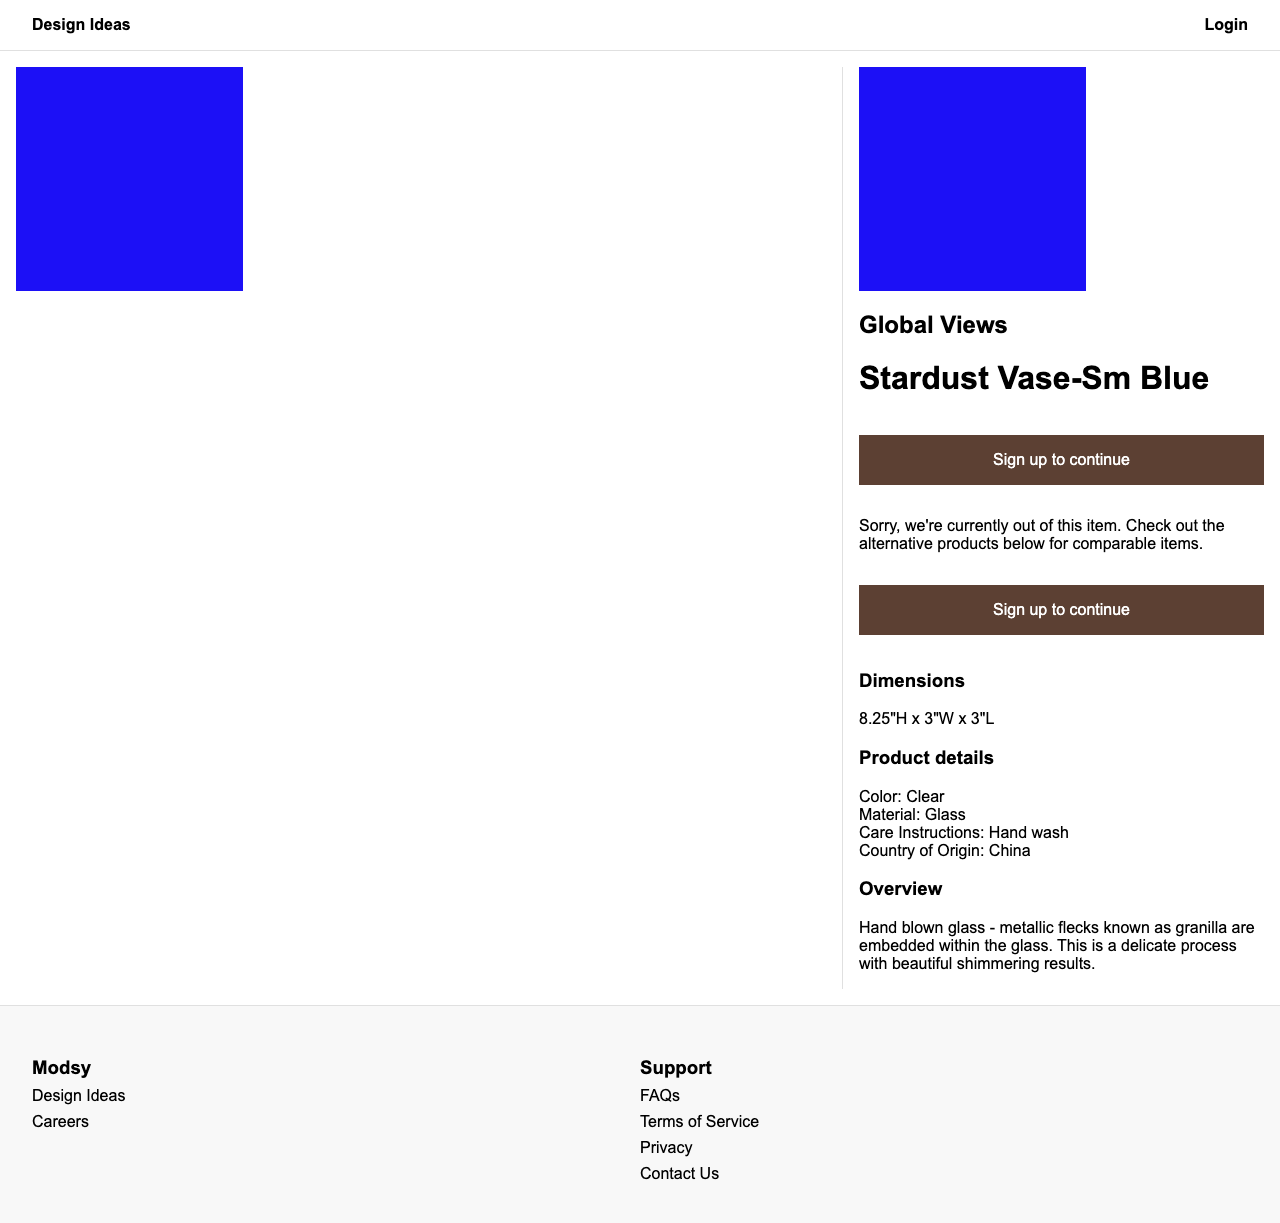 Design Ideas
Login
Global Views
Stardust Vase-Sm Blue
Sign up to continue
Sorry, we're currently out of this item. Check out the
alternative products below for comparable items.
Sign up to continue
Dimensions
8.25"H x 3"W x 3"L
Product details
Color: Clear
Material: Glass
Care Instructions: Hand wash
Country of Origin: China
Overview
Hand blown glass - metallic flecks known as granilla are
embedded within the glass. This is a delicate process
with beautiful shimmering results.
Modsy
Design Ideas
Careers
Support
FAQs
Terms of Service
Privacy
Contact Us